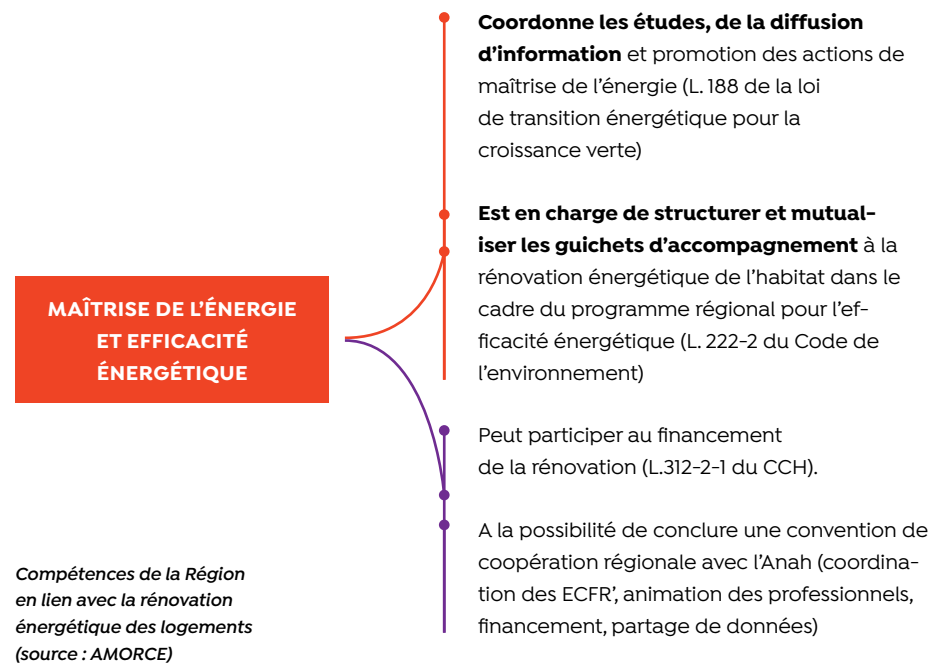 MAÎTRISE DE L’ÉNERGIE
ET EFFICACITÉ
ÉNERGÉTIQUE
Coordonne les études, de la diffusion
d’information et promotion des actions de
maîtrise de l’énergie (L. 188 de la loi
de transition énergétique pour la
croissance verte)
Est en charge de structurer et mutual-
iser les guichets d’accompagnement à la
rénovation énergétique de l’habitat dans le
cadre du programme régional pour l’ef-
ficacité énergétique (L. 222-2 du Code de
l’environnement)
Peut participer au financement
de la rénovation (L.312-2-1 du CCH).
A la possibilité de conclure une convention de
coopération régionale avec l’Anah (coordina-
tion des ECFR’, animation des professionnels,
financement, partage de données)
Compétences de la Région
en lien avec la rénovation
énergétique des logements
(source : AMORCE)